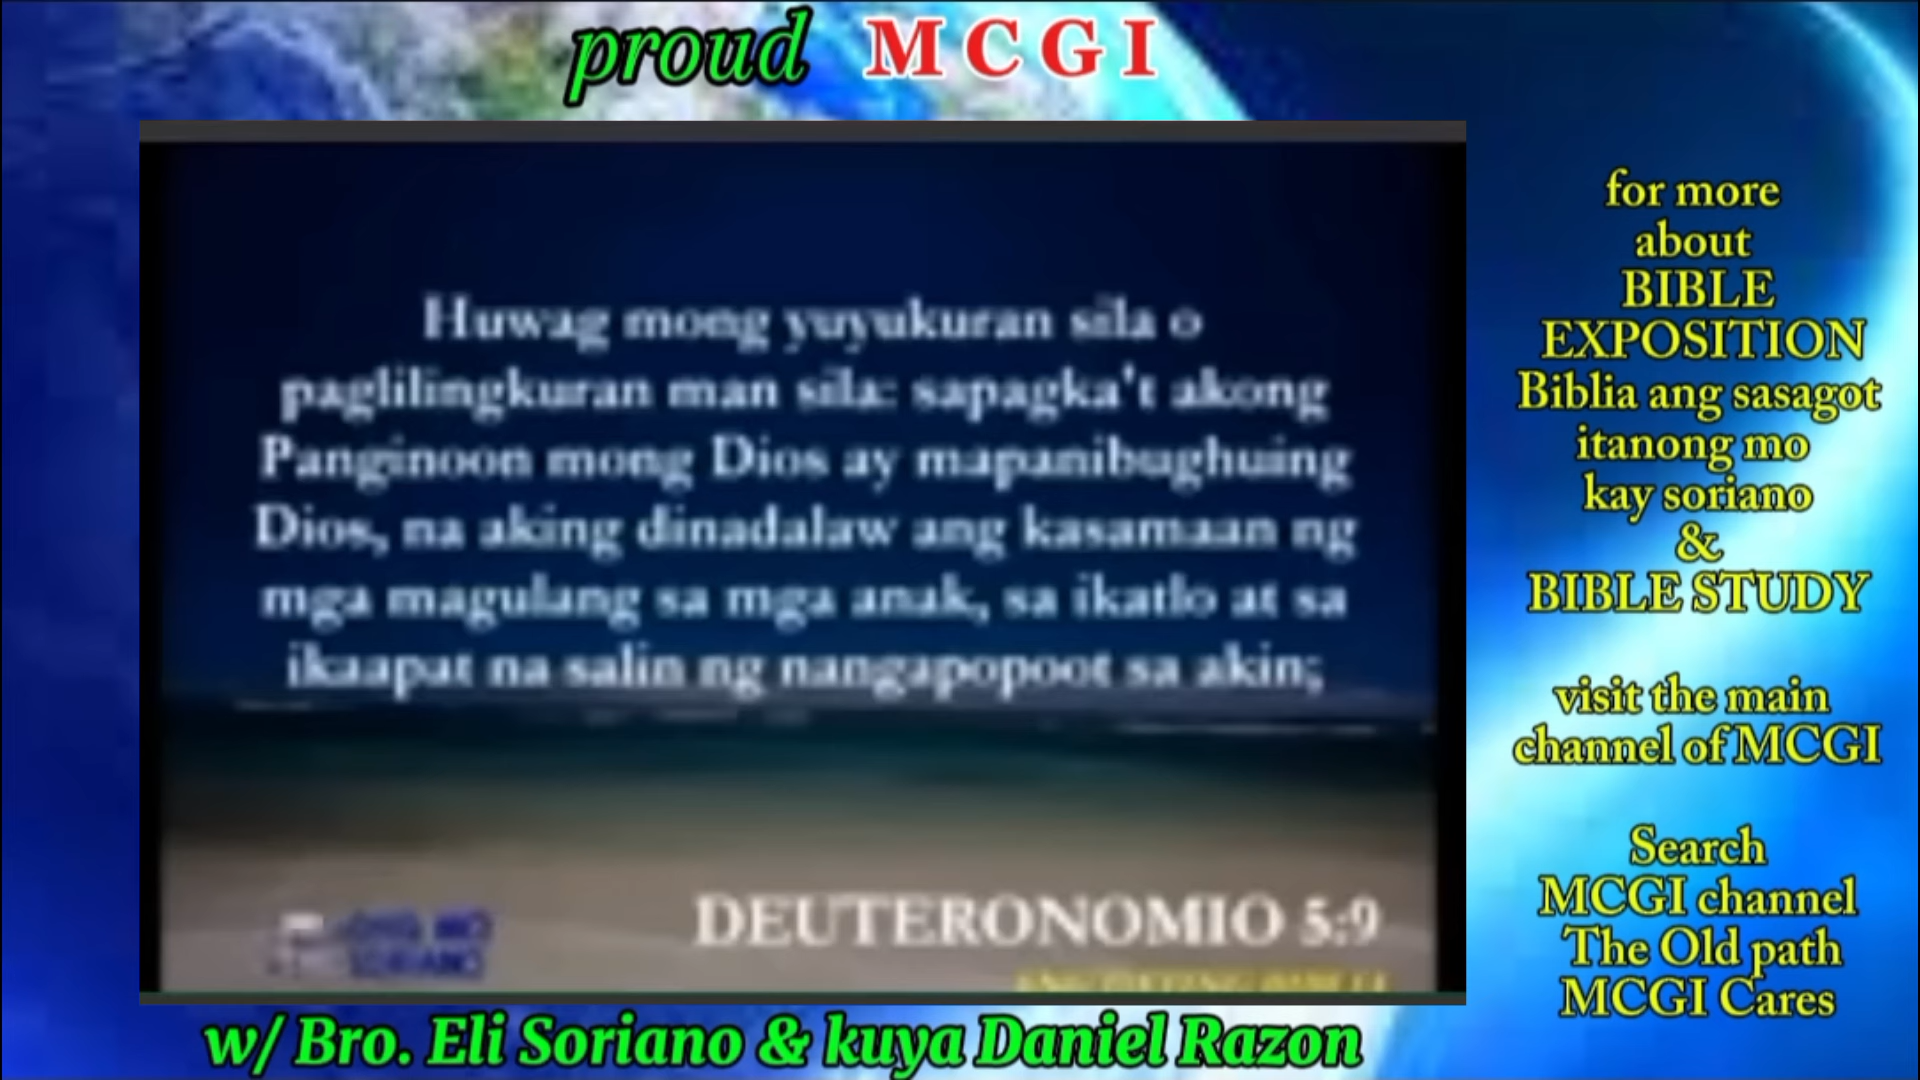 proud MCGI
Huwag mong yuyukuran sila o
paglilingkuran man sila: sapagka't akong
Panginoon mong Dios ay mapanibughuing
Dios, na aking dinadalaw ang kasamaan ng
mga magulang sa mga anak, sa ikatlo at sa
ikaapat na salin ng nangapopoot sa akin;
DEUTERONOMIO 5:9
SORIANO
w/ Bro. Eli Soriano & kuya Daniel Razon
for more
about
BIBLE
EXPOSITION
Biblia ang sasagot
itanong mo
kay soriano
&
BIBLE STUDY
visit the main
channel of MCGI
Search
MCGI channel
The Old path
MCGI Cares